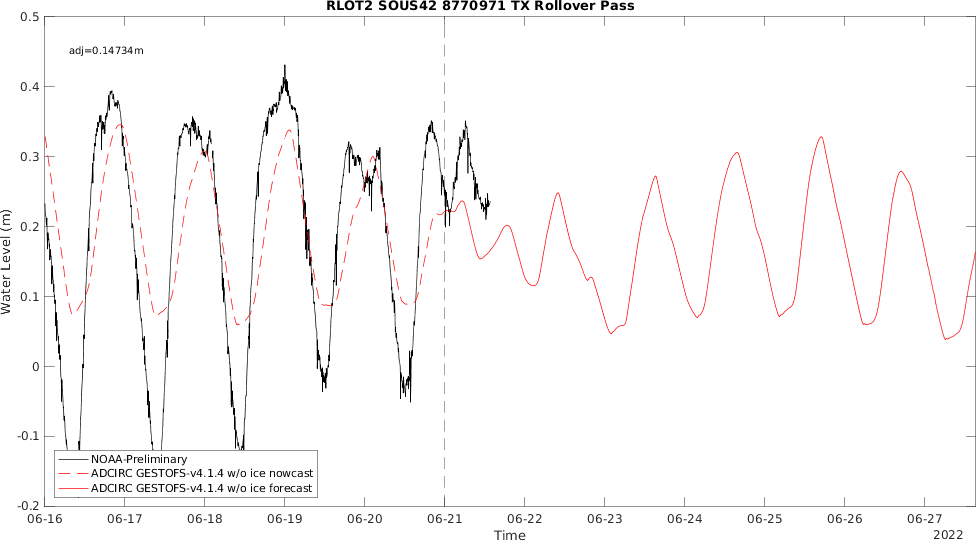 RLOT2 SOUS42 8770971 TX Rollover Pass
0.5
adj=0.14734m
0.4
0.3
0.2
0.1
0
-0.1
-0.2
Water Level (m)
NOAA-Preliminary
ADCIRC GESTOFS-v4.1.4 w/o ice nowcast
ADCIRC GESTOFS-v4.1.4 w/o ice forecast
06-16 06-17 06-18 06-19 06-20 06-21 06-22 06-23 06-24 06-25 06-26 06-27
Time
2022